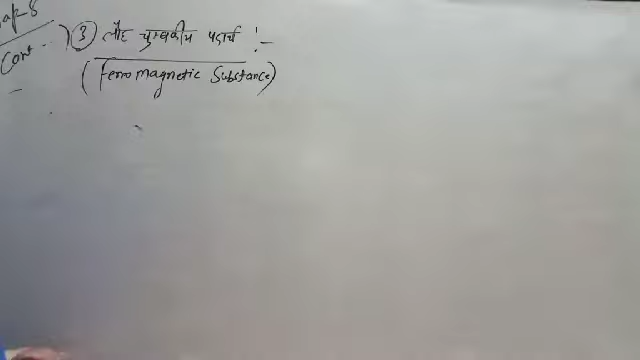 ap-8
Cont..
③ लौह चुम्बकीय पदार्थ :-
(Ferromagnetic Substance)